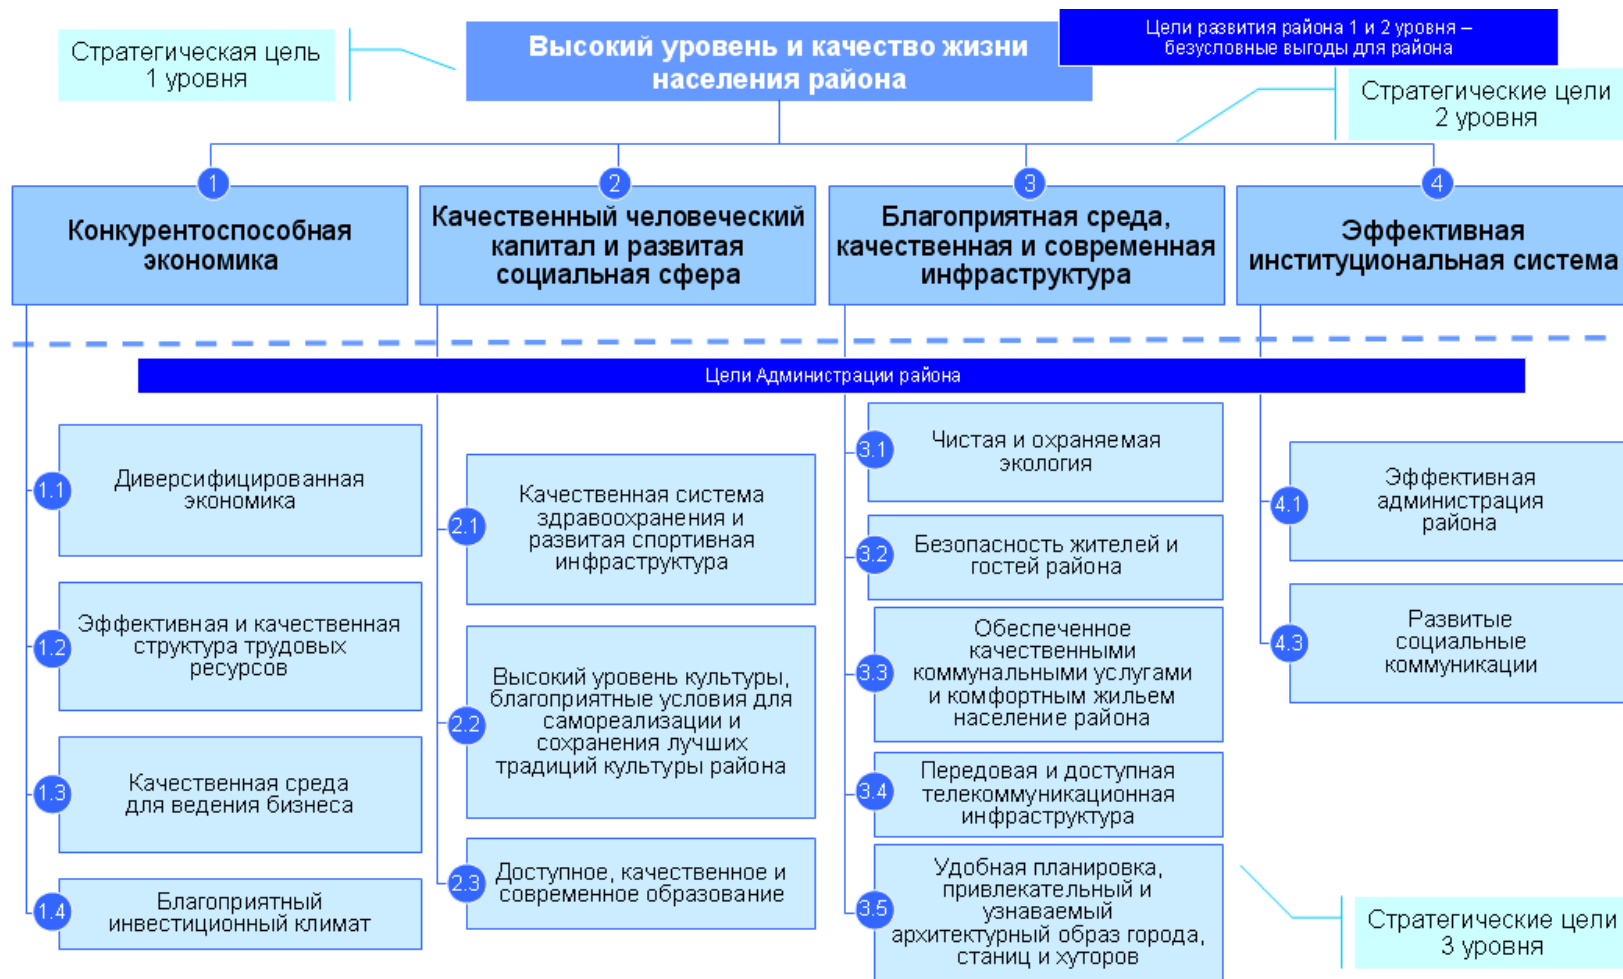 Стратегическая цель
1 уровня
Высокий уровень и качество жизни
населения района
Цели развития района 1 и 2 уровня –
безусловные выгоды для района
Стратегические цели
2 уровня
1
Конкурентоспособная
экономика
2
Качественный человеческий
капитал и развитая
социальная сфера
3
Благоприятная среда,
качественная и современная
инфраструктура
4
Эффективная
институциональная система
Цели Администрации района
1.1
Диверсифицированная
экономика
1.2
Эффективная и качественная
структура трудовых
ресурсов
1.3
Качественная среда
для ведения бизнеса
1.4
Благоприятный
инвестиционный климат
2.1
Качественная система
здравоохранения и
развитая спортивная
инфраструктура
2.2
Высокий уровень культуры,
благоприятные условия для
самореализации и
сохранения лучших
традиций культуры района
2.3
Доступное, качественное и
современное образование
3.1
Чистая и охраняемая
экология
3.2
Безопасность жителей и
гостей района
3.3
Обеспеченное
качественными
коммунальными услугами
и комфортным жильем
население района
3.4
Передовая и доступная
телекоммуникационная
инфраструктура
3.5
Удобная планировка,
привлекательный и
узнаваемый
архитектурный образ города,
станиц и хуторов
4.1
Эффективная
администрация
района
4.3
Развитые
социальные
коммуникации
Стратегические цели
3 уровня